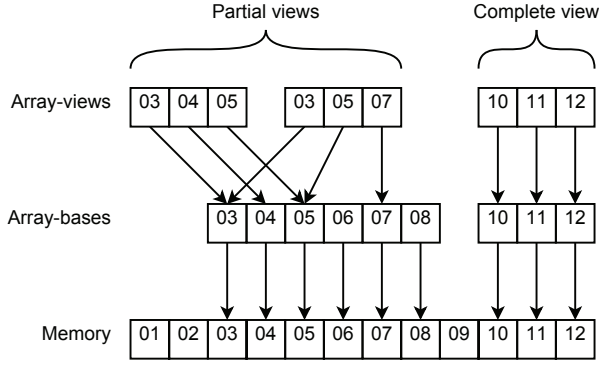 Partial views Complete view
Array-views 03 04 05 03 05 07 10 11 12
Array-bases 03 04 05 06 07 08 10 11 12
Memory 01 02 03 04 05 06 07 08 09 10 11 12